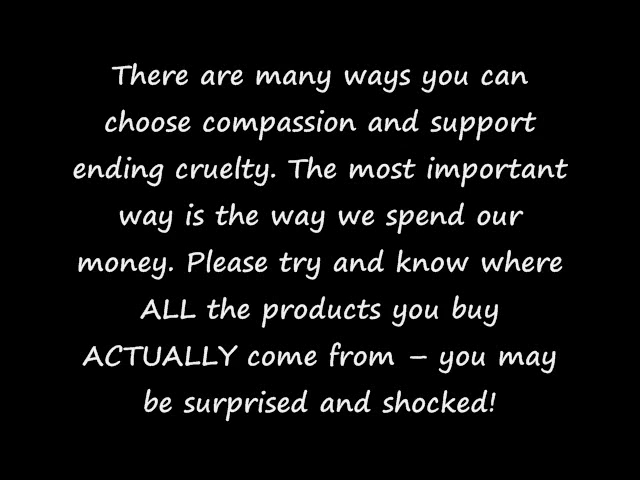 There are many ways you can
choose compassion and support
ending cruelty. The most important
way is the way we spend our
money. Please try and know where
ALL the products you buy
ACTUALLY come from – you may
be surprised and shocked!